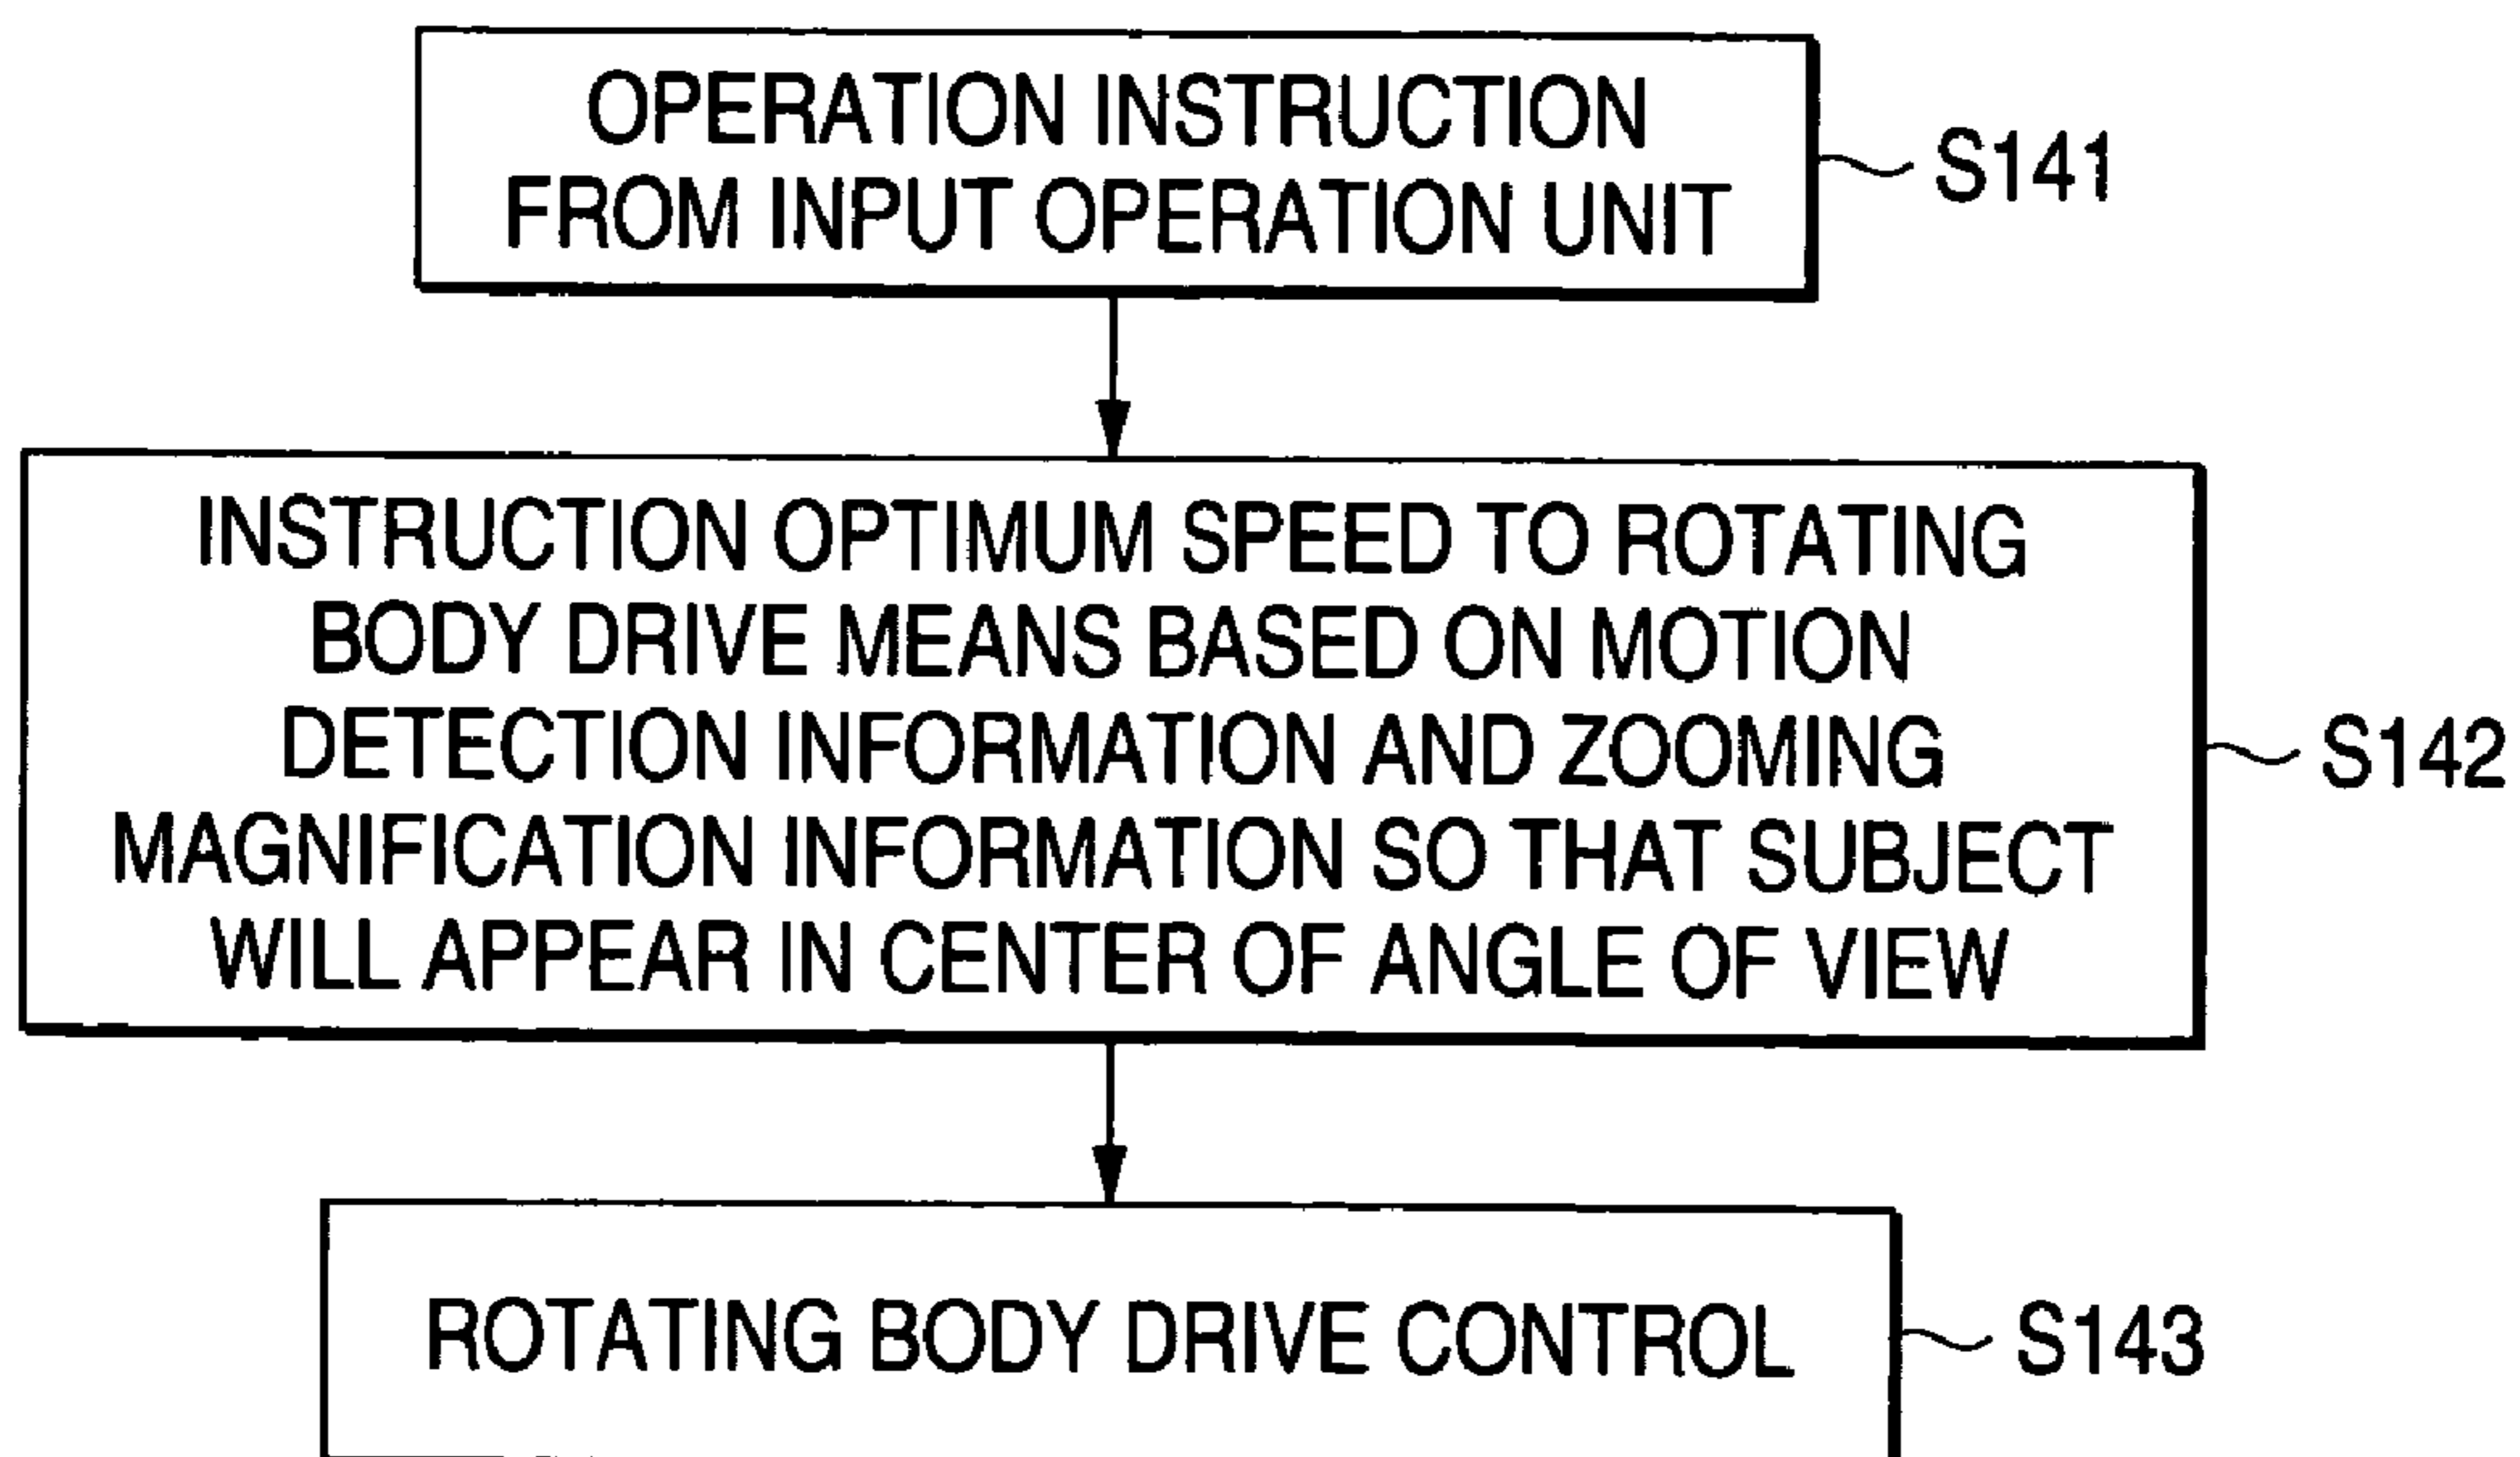 OPERATION INSTRUCTION
FROM INPUT OPERATION UNIT
S141
INSTRUCTION OPTIMUM SPEED TO ROTATING
BODY DRIVE MEANS BASED ON MOTION
DETECTION INFORMATION AND ZOOMING
MAGNIFICATION INFORMATION SO THAT SUBJECT
WILL APPEAR IN CENTER OF ANGLE OF VIEW
S142
ROTATING BODY DRIVE CONTROL
S143